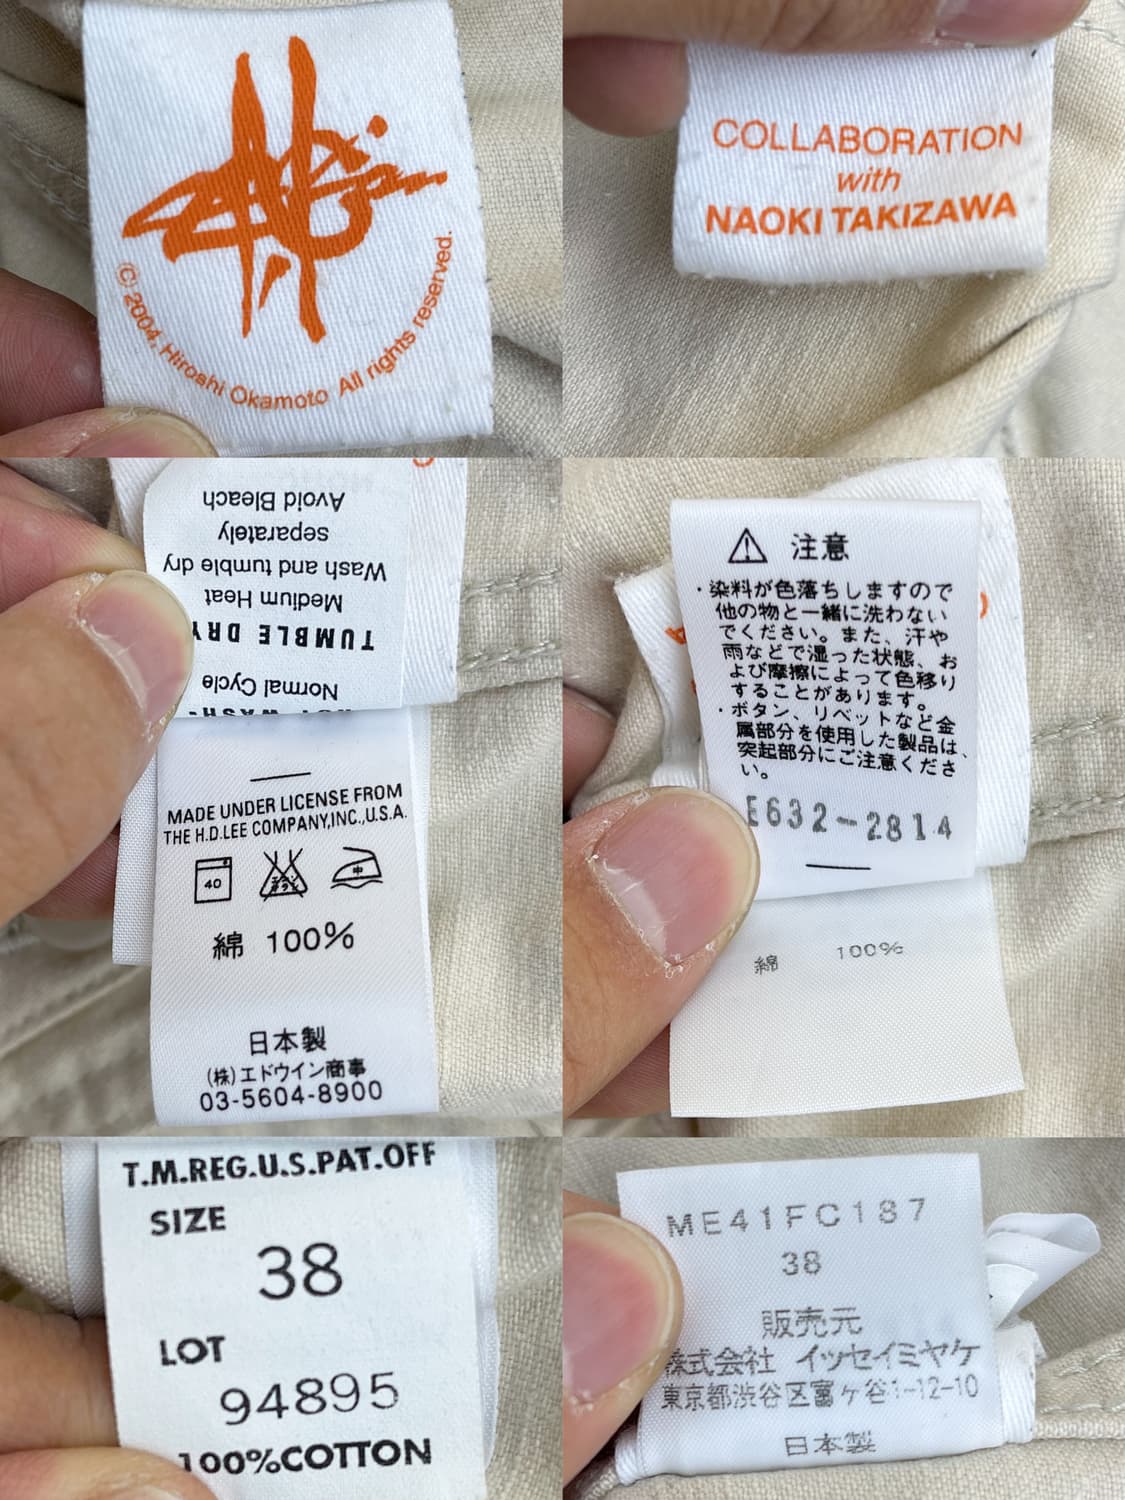 © 2004, Hiroshi Okamoto All rights reserved.
COLLABORATION
with
NAOKI TAKIZAWA
Avoid Bleach
separately
Wash and tumble dry
Medium Heat
TUMBLE DRY
Normal Cycle
MADE UNDER LICENSE FROM
THE H.D.LEE COMPANY,INC.,U.S.A.
40
中
綿 100%
日本製
(株)エドウイン商事
03-5604-8900
注意
・染料が色落ちしますので
他の物と一緒に洗わない
でください。また、汗や
雨などで湿った状態、お
よび摩擦によって色移り
することがあります。
・ボタン、リベットなど金
属部分を使用した製品は、
突起部分にご注意くださ
い。
E632-2814
綿 100%
T.M.REG.U.S.PAT.OFF
SIZE
38
LOT
94895
100%COTTON
ME41FC187
38
販売元
株式会社 イッセイミヤケ
東京都渋谷区富ヶ谷1-12-10
日本製